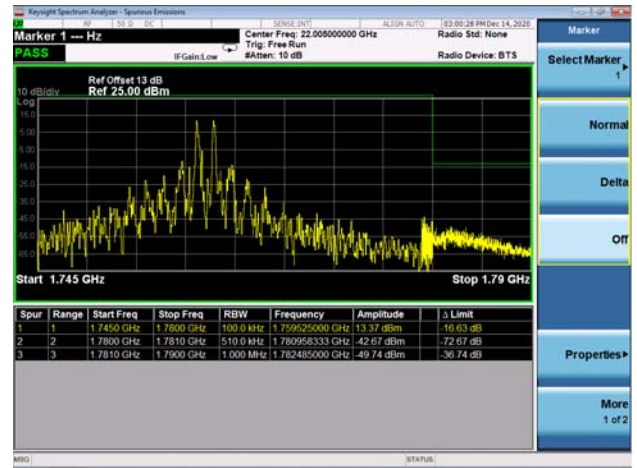 Keysight Spectrum Analyzer - Spurious Emissions
RF 50 Ω DC SENSE:INT ALIGN AUTO 03:00:28 PM Dec 14, 2020
Marker 1 --- Hz
Center Freq: 22.005000000 GHz
Radio Std: None
PASS
IFGain:Low
Trig: Free Run
#Atten: 10 dB
Radio Device: BTS
Ref Offset 13 dB
10 dB/div Ref 25.00 dBm
Log
15.0
5.00
-5.00
-15.0
-25.0
-35.0
-45.0
-55.0
-65.0
Start 1.745 GHz Stop 1.79 GHz
Spur Range Start Freq Stop Freq RBW Frequency Amplitude Δ Limit
1 1 1.7450 GHz 1.7800 GHz 100.0 kHz 1.759525000 GHz 13.37 dBm -16.63 dB
2 2 1.7800 GHz 1.7810 GHz 510.0 kHz 1.780958333 GHz -42.67 dBm -72.67 dB
3 3 1.7810 GHz 1.7900 GHz 1.000 MHz 1.782485000 GHz -49.74 dBm -36.74 dB
MSG STATUS
Marker
Select Marker
1
Normal
Delta
Off
Properties
More
1 of 2